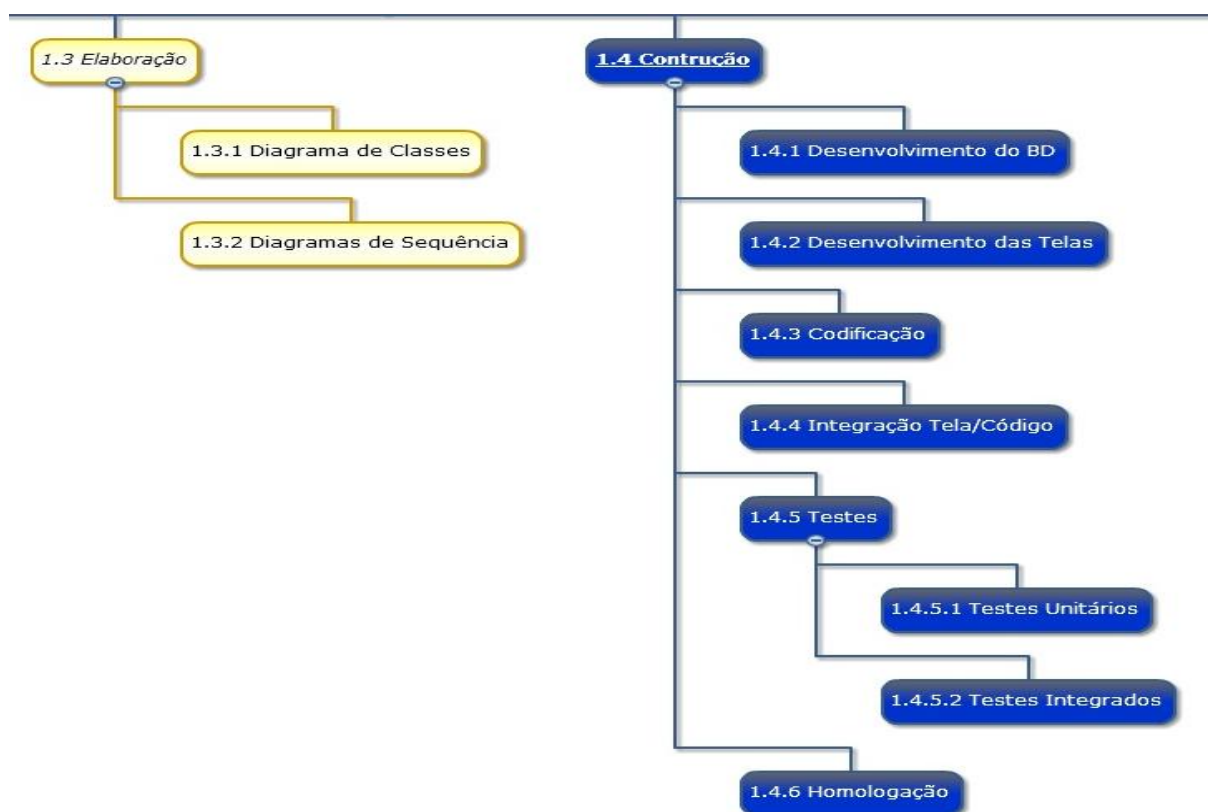 1.3 Elaboração
1.3.1 Diagrama de Classes
1.3.2 Diagramas de Sequência
1.4 Contrução
1.4.1 Desenvolvimento do BD
1.4.2 Desenvolvimento das Telas
1.4.3 Codificação
1.4.4 Integração Tela/Código
1.4.5 Testes
1.4.5.1 Testes Unitários
1.4.5.2 Testes Integrados
1.4.6 Homologação